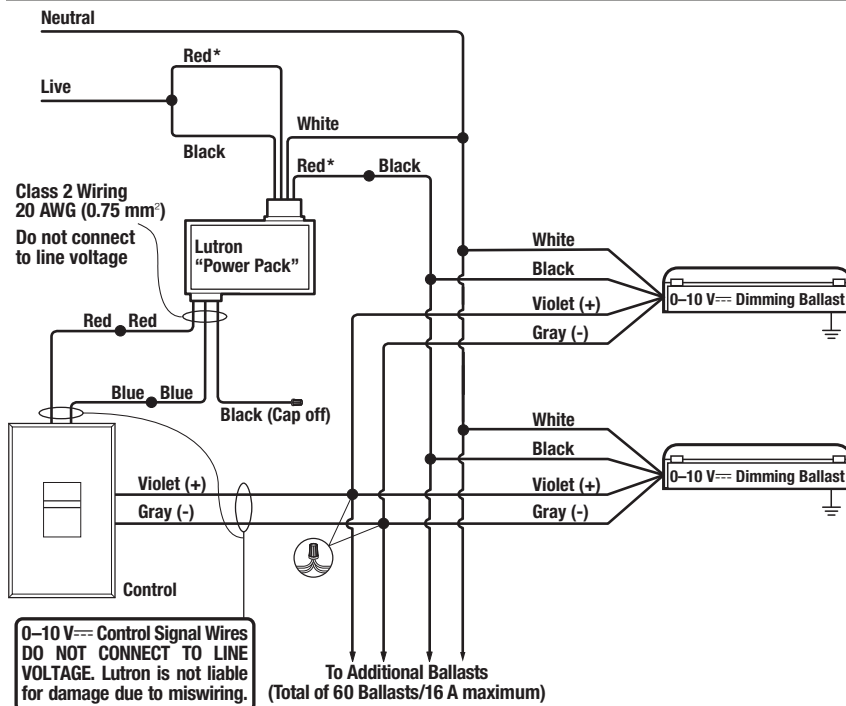 Neutral
Red*
Live
White
Black
Red*
Black
Class 2 Wiring
20 AWG (0.75 mm²)
Do not connect
to line voltage
Lutron
“Power Pack”
White
Black
Violet (+)
Gray (-)
0–10 V⎓ Dimming Ballast
Red
Red
Blue
Blue
Black (Cap off)
White
Black
Violet (+)
Gray (-)
0–10 V⎓ Dimming Ballast
Violet (+)
Gray (-)
Control
0–10 V⎓ Control Signal Wires
DO NOT CONNECT TO LINE
VOLTAGE. Lutron is not liable
for damage due to miswiring.
To Additional Ballasts
(Total of 60 Ballasts/16 A maximum)